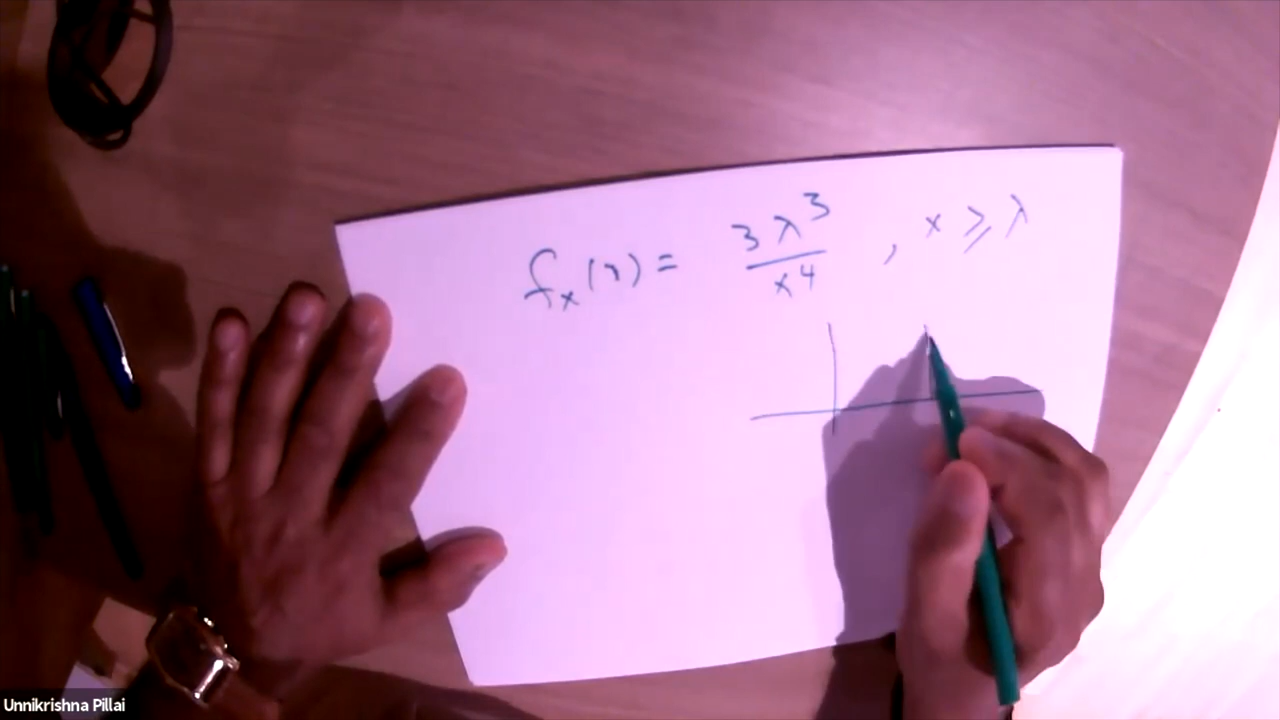 fₓ(x) = 3λ³/x⁴ , x ⩾ λ
Unnikrishna Pillai